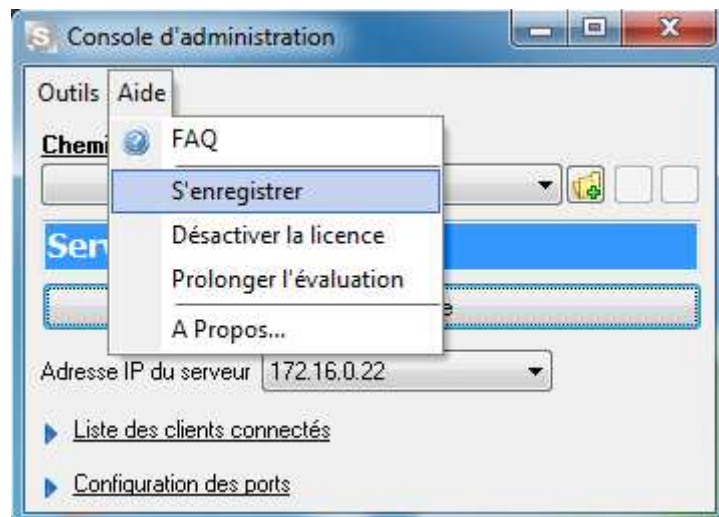 Console d'administration
Outils Aide
FAQ
S'enregistrer
Désactiver la licence
Prolonger l'évaluation
A Propos...
Adresse IP du serveur 172.16.0.22
Liste des clients connectés
Configuration des ports